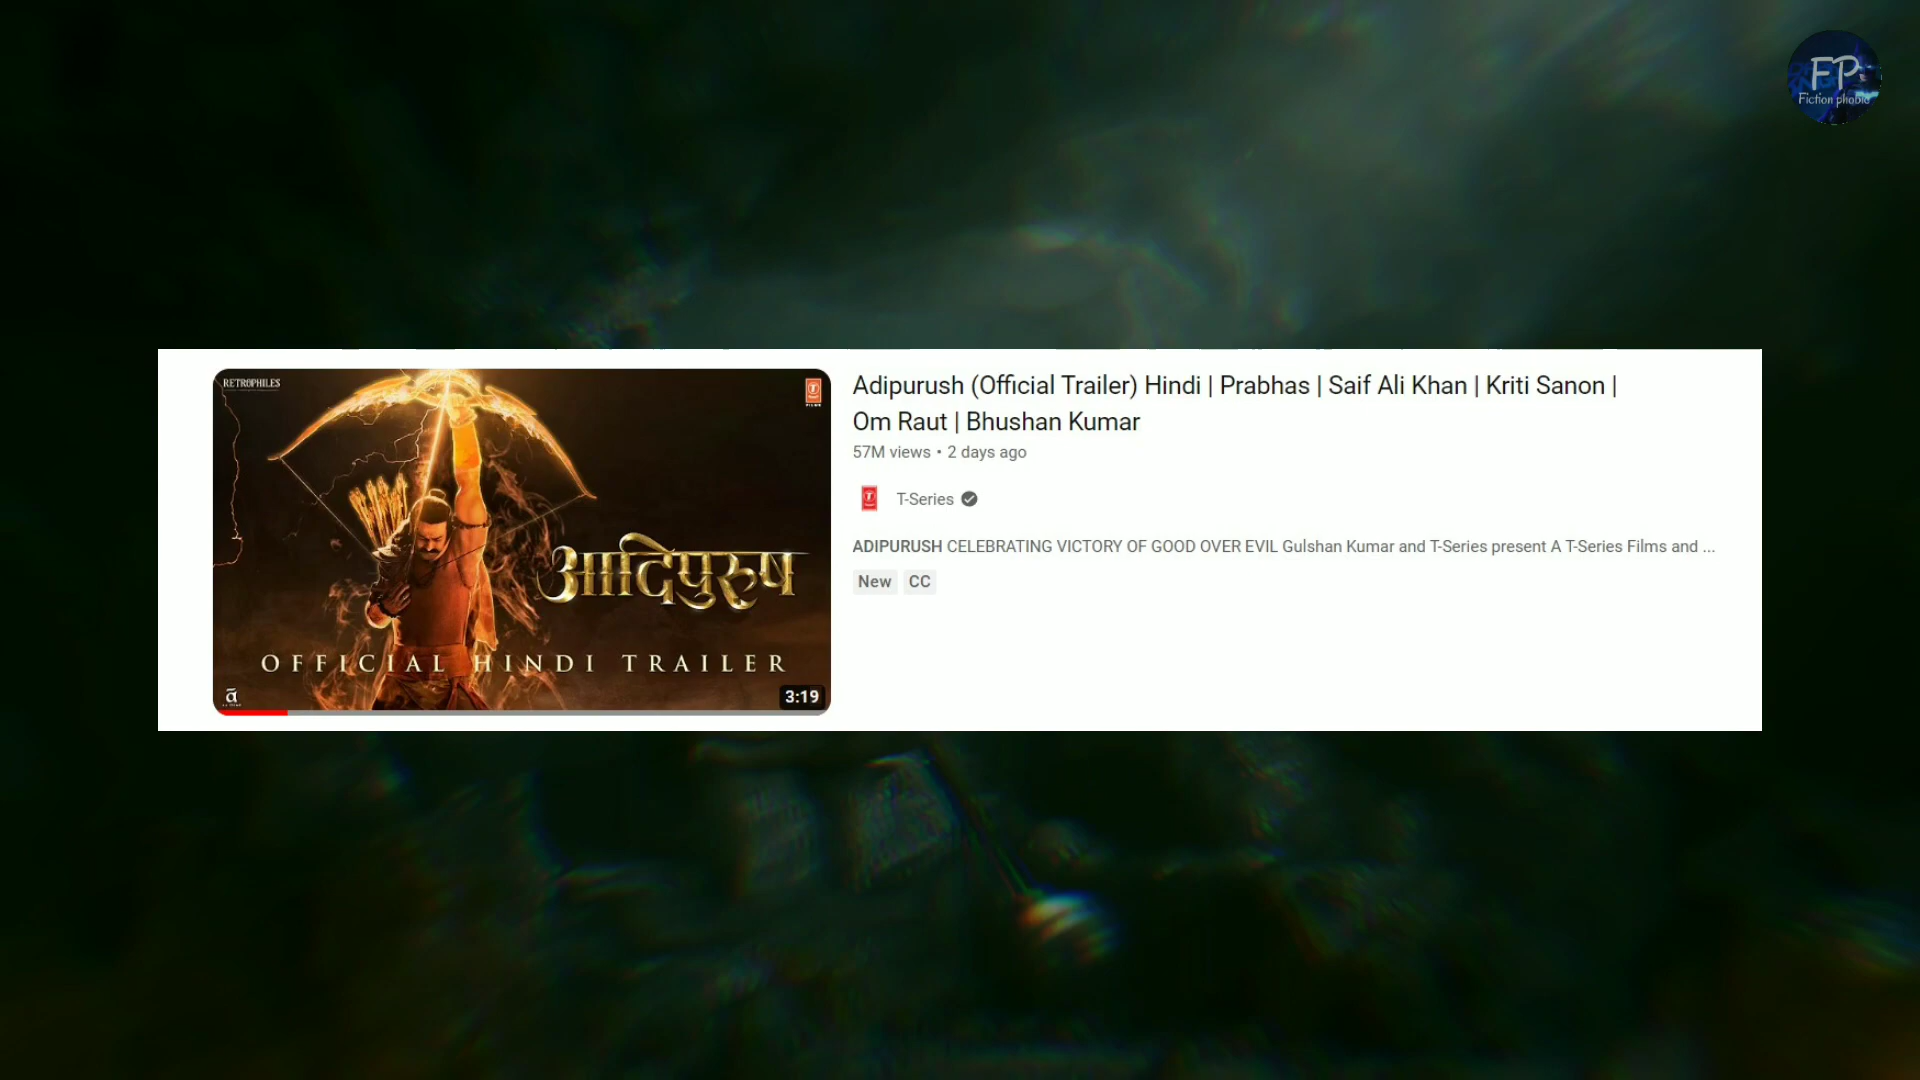 FP
Fiction phobia
RETROPHILES
आदिपुरुष
OFFICIAL HINDI TRAILER
3:19
Adipurush (Official Trailer) Hindi | Prabhas | Saif Ali Khan | Kriti Sanon |
Om Raut | Bhushan Kumar
57M views • 2 days ago
T-Series
ADIPURUSH CELEBRATING VICTORY OF GOOD OVER EVIL Gulshan Kumar and T-Series present A T-Series Films and ...
New CC